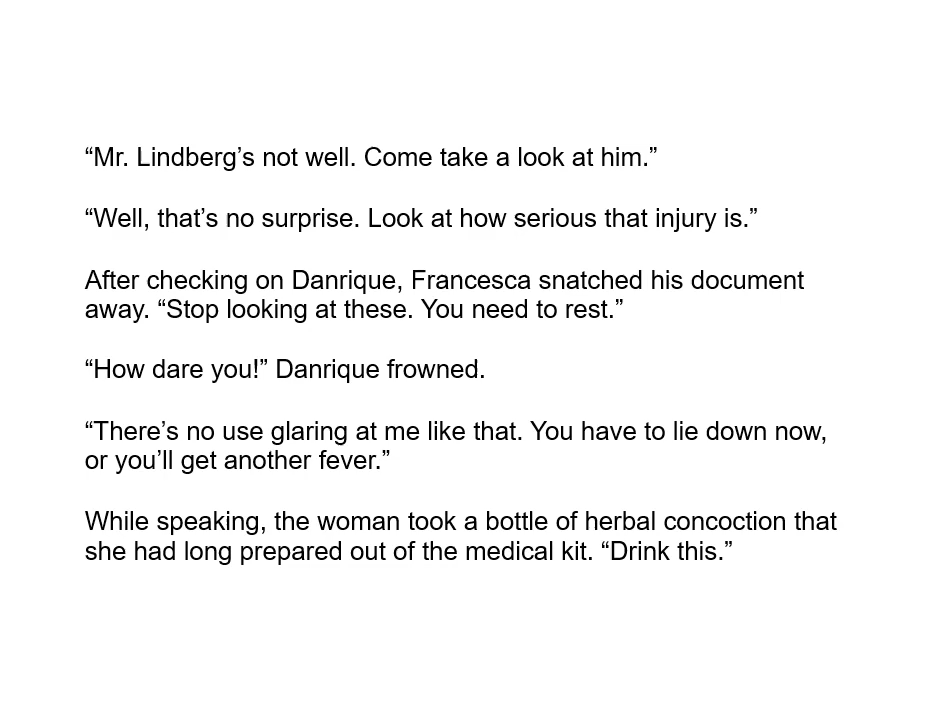 “Mr. Lindberg’s not well. Come take a look at him.”
“Well, that’s no surprise. Look at how serious that injury is.”
After checking on Danrique, Francesca snatched his document
away. “Stop looking at these. You need to rest.”
“How dare you!” Danrique frowned.
“There’s no use glaring at me like that. You have to lie down now,
or you’ll get another fever.”
While speaking, the woman took a bottle of herbal concoction that
she had long prepared out of the medical kit. “Drink this.”